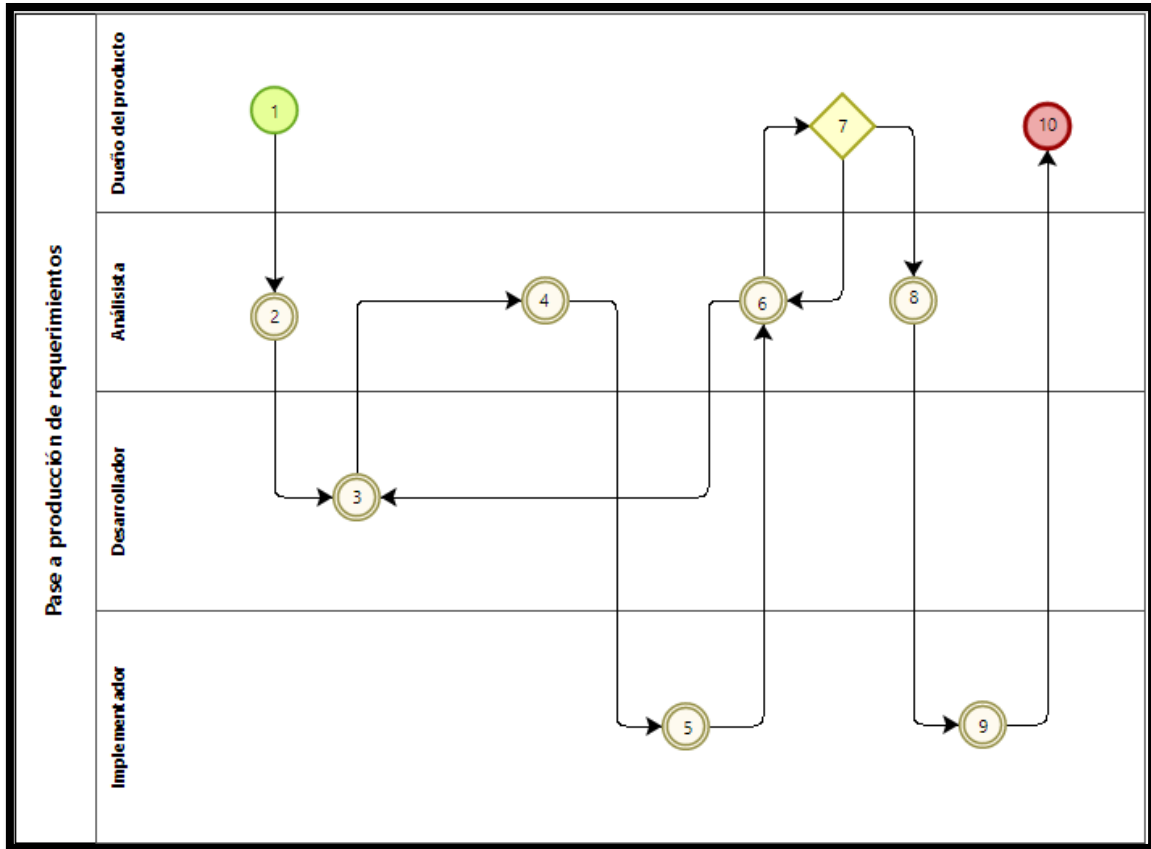 Pase a producción de requerimientos
Dueño del producto
1
7
10
Análisista
2
4
6
8
Desarrollador
3
Implementador
5
9